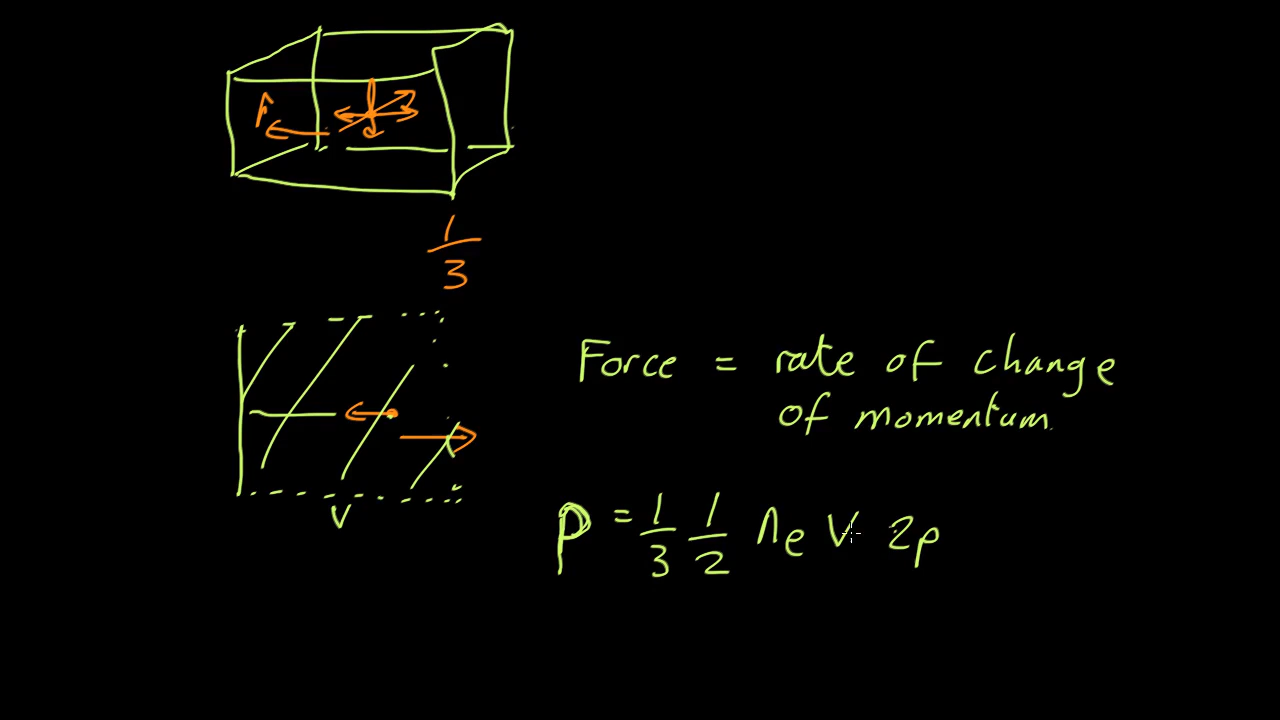 F
1/3
Force = rate of change
of momentum
V
P = 1/3 1/2 ne V 2p